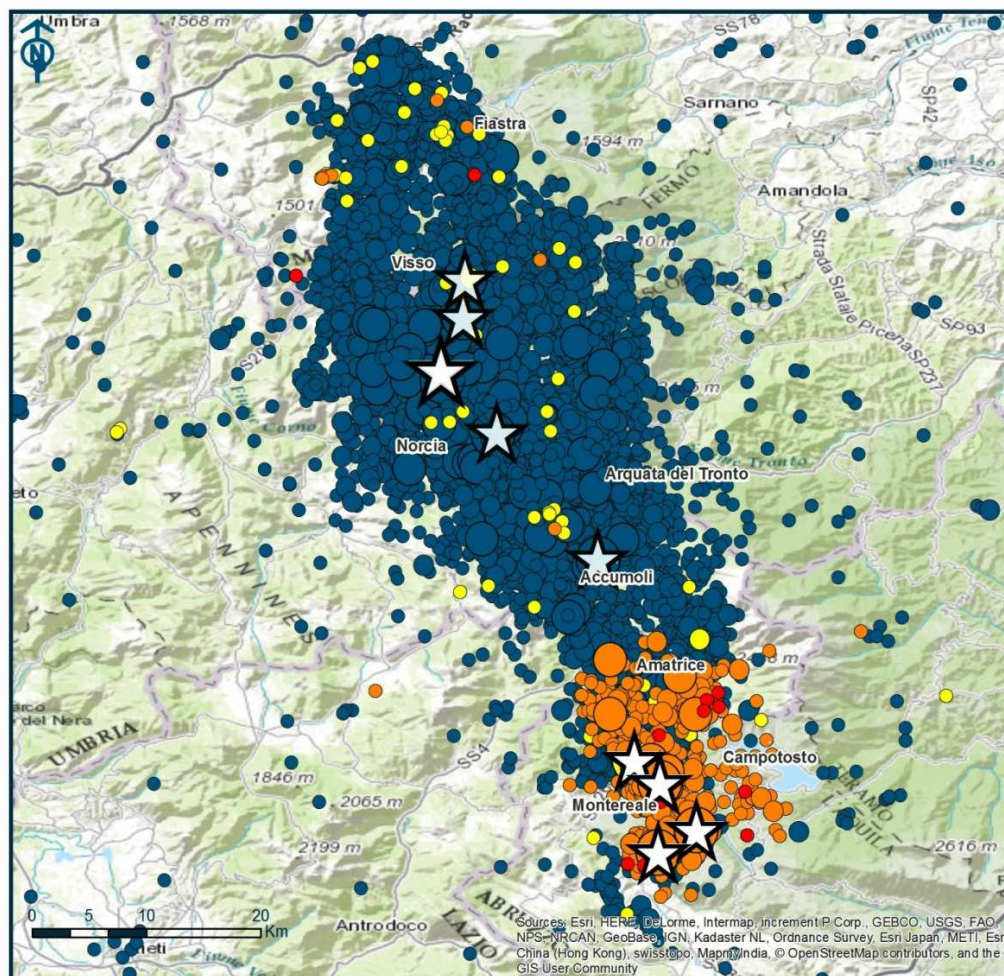 Umbra
1568 m
SS78
Fiastra
1594 m
Sarnano
SP42
Amandola
FERMO
1501
Visso
Strada Statale Picena
SP237
SP93
Norcia
Arquata del Tronto
Tronto
APENNINES
Accumoli
Amatrice
del Nera
UMBRIA
SS4
1846 m
Campotosto
Montereale
2065 m
2199 m
2616 m
0 5 10 20
Km
Antrodoco
LAZIO
Sources: Esri, HERE, DeLorme, Intermap, increment P Corp., GEBCO, USGS, FAO,
NPS, NRCAN, GeoBase, IGN, Kadaster NL, Ordnance Survey, Esri Japan, METI, Esri
China (Hong Kong), swisstopo, MapmyIndia, © OpenStreetMap contributors, and the
GIS User Community